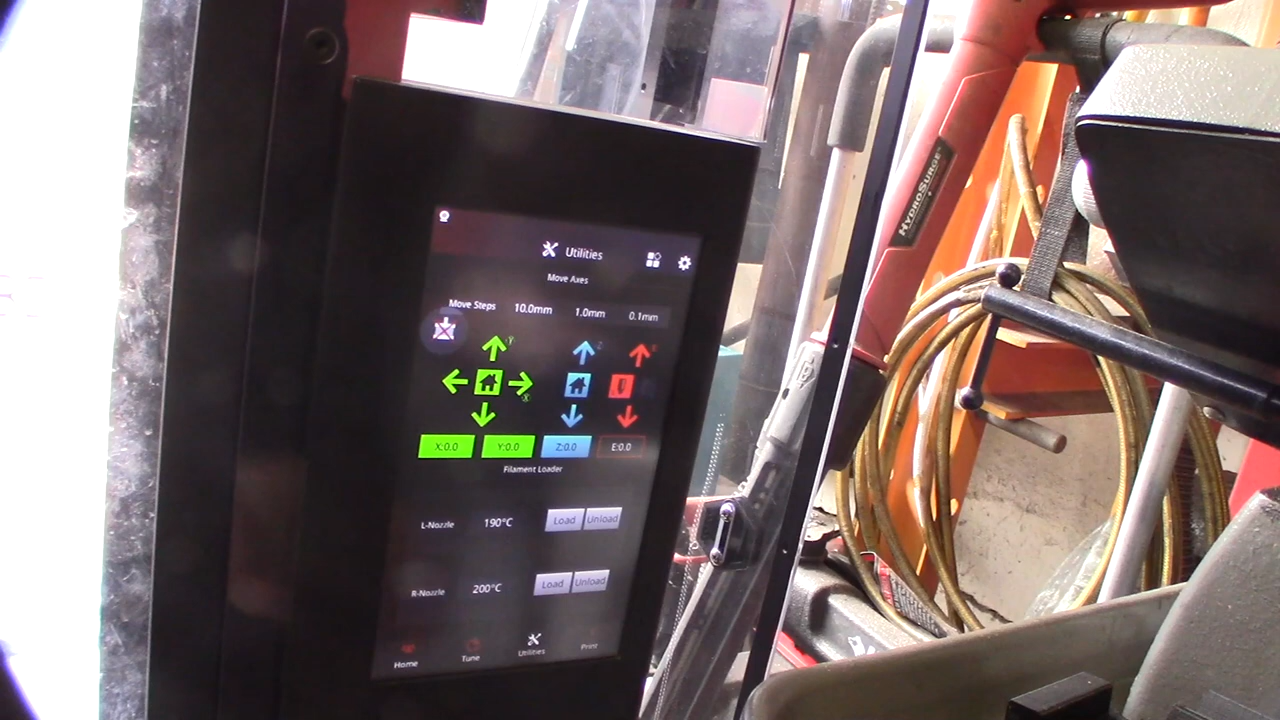 Utilities
Move Axes
Move Steps 10.0mm 1.0mm 0.1mm
Y
Z
E
X
X:0.0 Y:0.0 Z:0.0 E:0.0
Filament Loader
L-Nozzle 190°C Load Unload
R-Nozzle 200°C Load Unload
Home Tune Utilities Print
HYDROSURGE